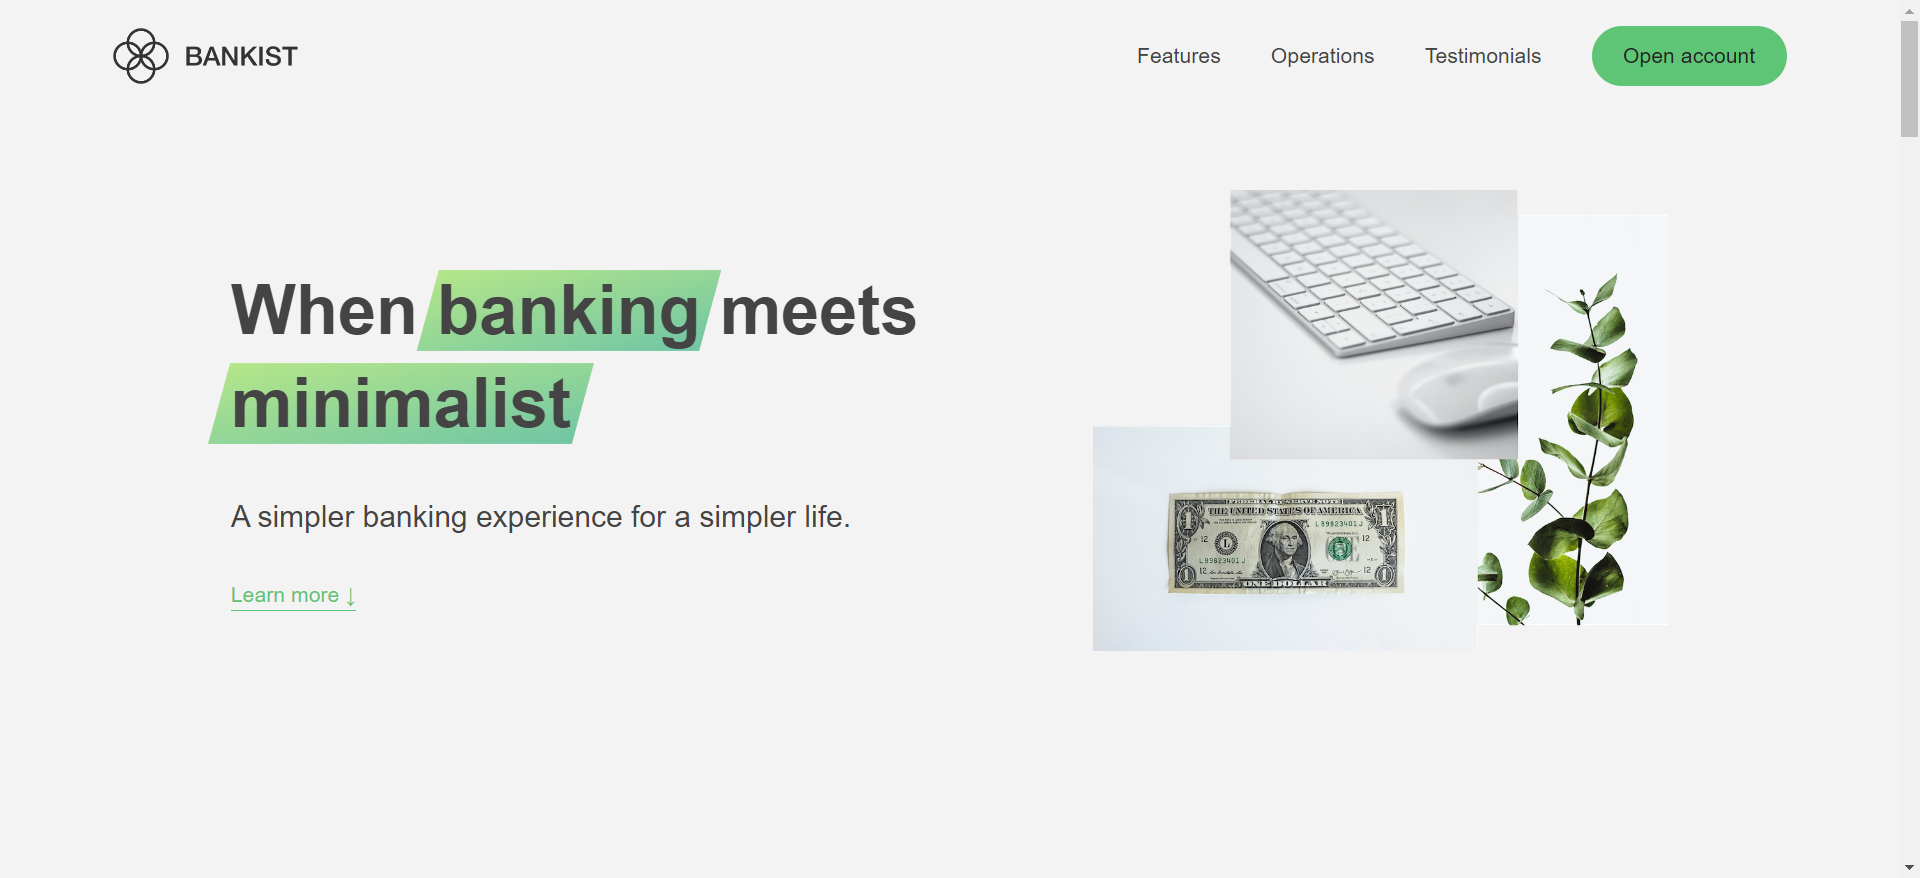 BANKIST
Features
Operations
Testimonials
Open account
When banking meets
minimalist
A simpler banking experience for a simpler life.
Learn more ↓
FEDERAL RESERVE NOTE
THE UNITED STATES OF AMERICA
L 89823401 J
12
12
L
L 89823401 J
12
12
ONE DOLLAR
1
1
1
1